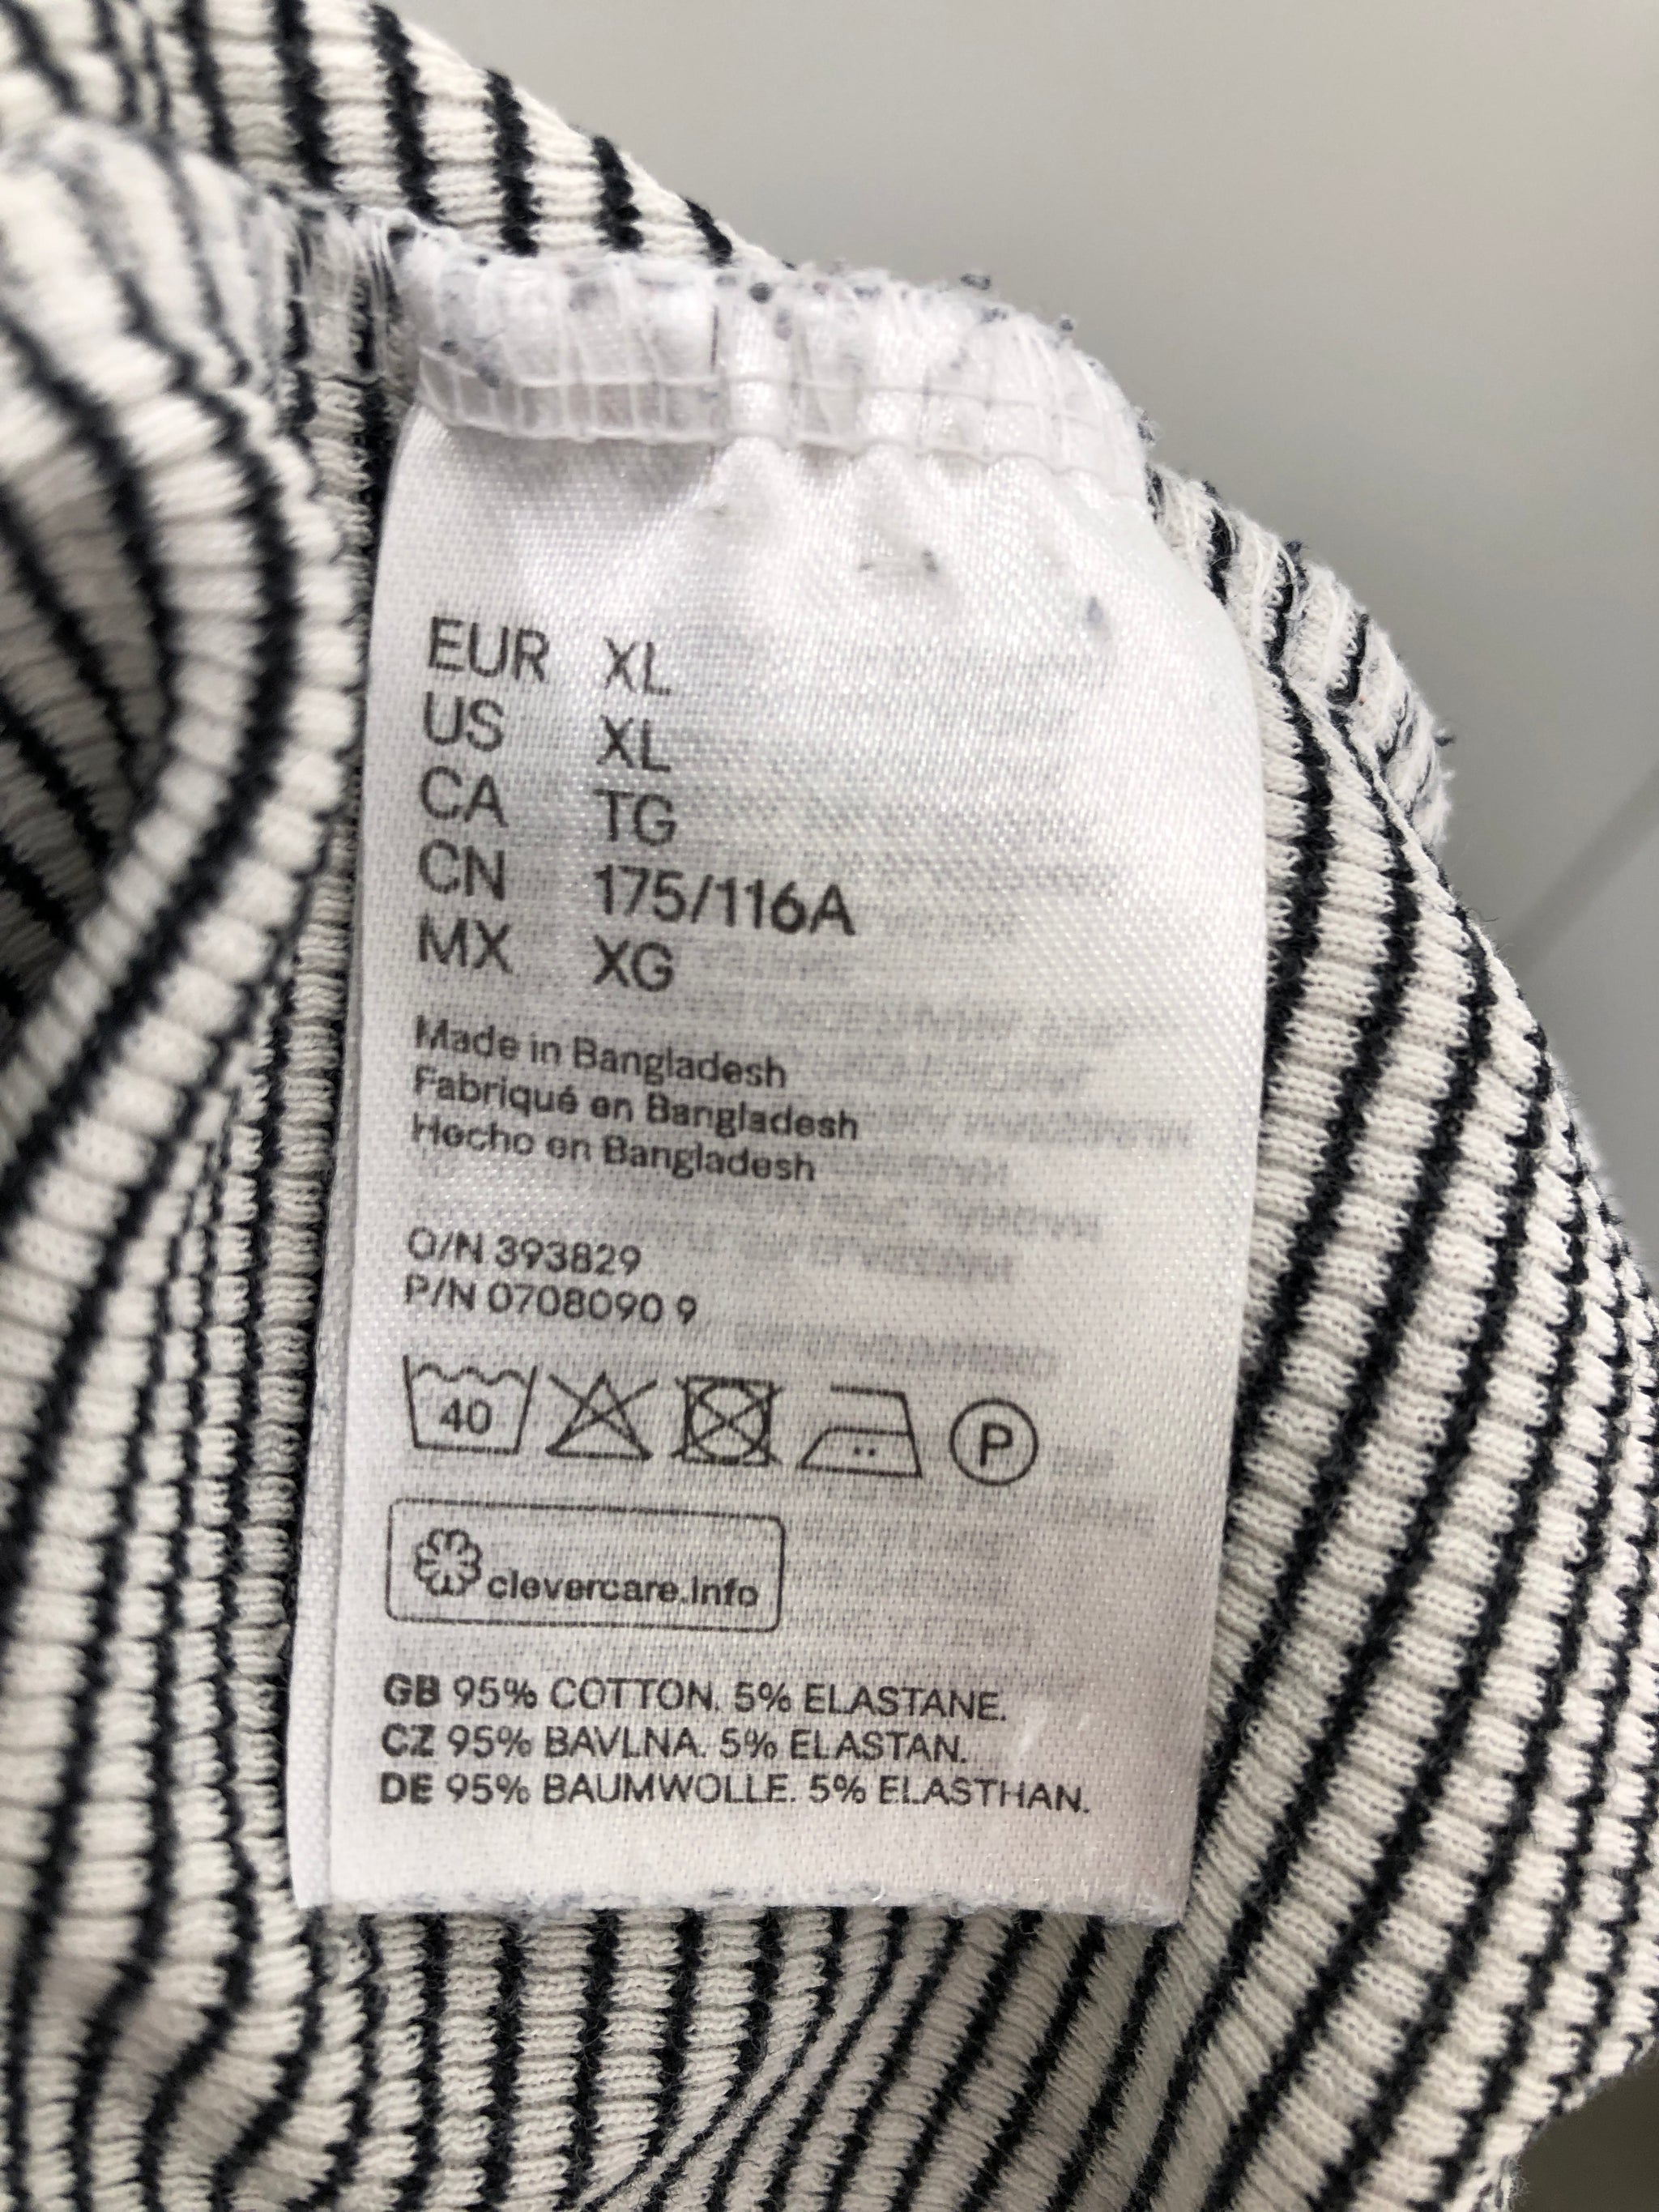 EUR XL
US XL
CA TG
CN 175/116A
MX XG
Made in Bangladesh
Fabriqué en Bangladesh
Hecho en Bangladesh
O/N 393829
P/N 0708090 9
40
P
clevercare.info
GB 95% COTTON. 5% ELASTANE.
CZ 95% BAVLNA. 5% ELASTAN.
DE 95% BAUMWOLLE. 5% ELASTHAN.